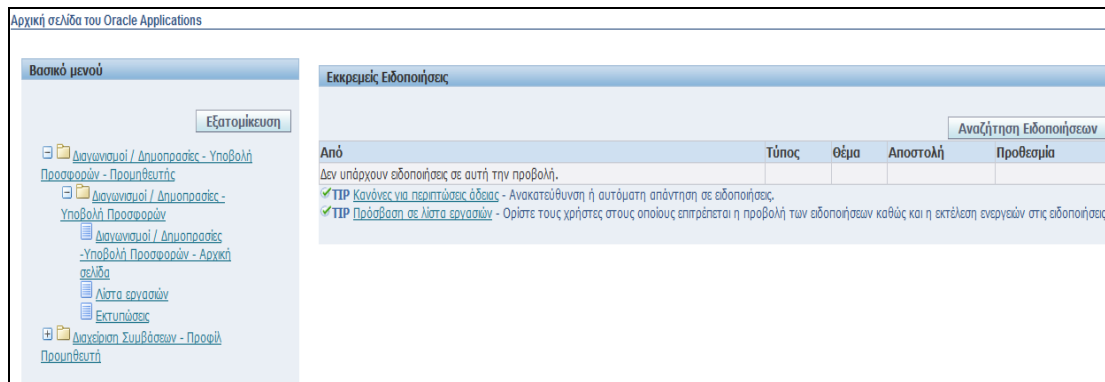 Αρχική σελίδα του Oracle Applications
Βασικό μενού
Εξατομίκευση
Διαγωνισμοί / Δημοπρασίες - Υποβολή
Προσφορών - Προμηθευτής
Διαγωνισμοί / Δημοπρασίες -
Υποβολή Προσφορών
Διαγωνισμοί / Δημοπρασίες
-Υποβολή Προσφορών - Αρχική
σελίδα
Λίστα εργασιών
Εκτυπώσεις
Διαχείριση Συμβάσεων - Προφίλ
Προμηθευτή
Εκκρεμείς Ειδοποιήσεις
Αναζήτηση Ειδοποιήσεων
Από Τύπος Θέμα Αποστολή Προθεσμία
Δεν υπάρχουν ειδοποιήσεις σε αυτή την προβολή.
TIP Κανόνες για περιπτώσεις άδειας - Ανακατεύθυνση ή αυτόματη απάντηση σε ειδοποιήσεις.
TIP Πρόσβαση σε λίστα εργασιών - Ορίστε τους χρήστες στους οποίους επιτρέπεται η προβολή των ειδοποιήσεων καθώς και η εκτέλεση ενεργειών στις ειδοποιήσεις